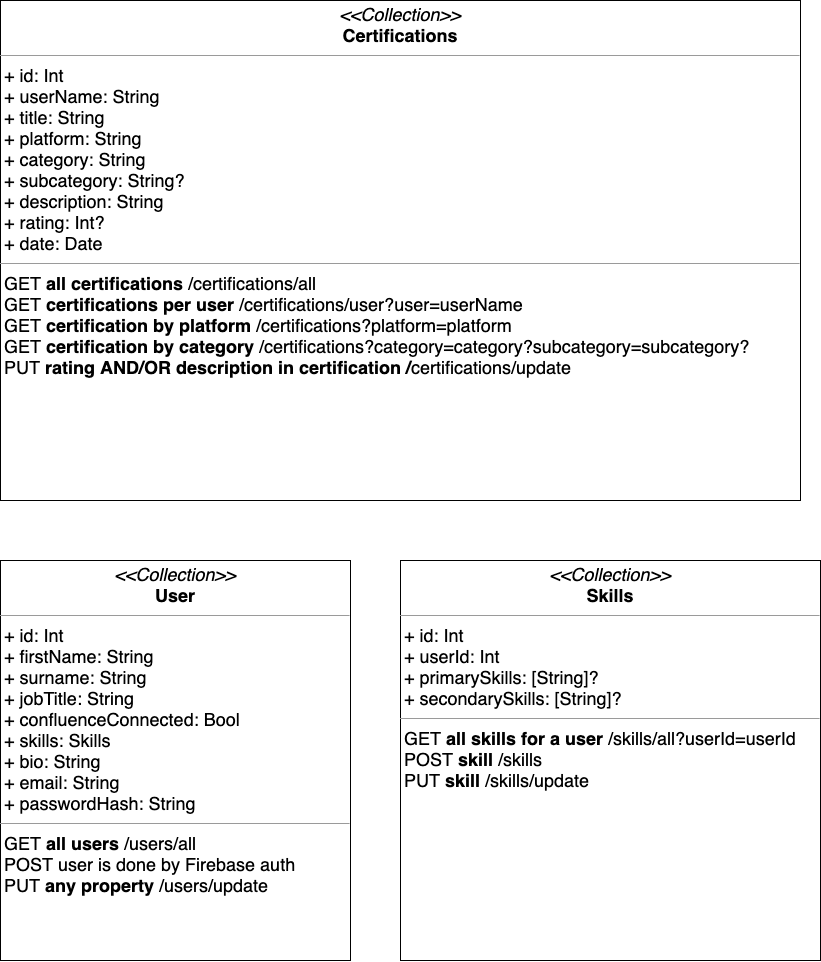 <<Collection>>
Certifications
+ id: Int
+ userName: String
+ title: String
+ platform: String
+ category: String
+ subcategory: String?
+ description: String
+ rating: Int?
+ date: Date
GET all certifications /certifications/all
GET certifications per user /certifications/user?user=userName
GET certification by platform /certifications?platform=platform
GET certification by category /certifications?category=category?subcategory=subcategory?
PUT rating AND/OR description in certification /certifications/update
<<Collection>>
User
+ id: Int
+ firstName: String
+ surname: String
+ jobTitle: String
+ confluenceConnected: Bool
+ skills: Skills
+ bio: String
+ email: String
+ passwordHash: String
GET all users /users/all
POST user is done by Firebase auth
PUT any property /users/update
<<Collection>>
Skills
+ id: Int
+ userId: Int
+ primarySkills: [String]?
+ secondarySkills: [String]?
GET all skills for a user /skills/all?userId=userId
POST skill /skills
PUT skill /skills/update